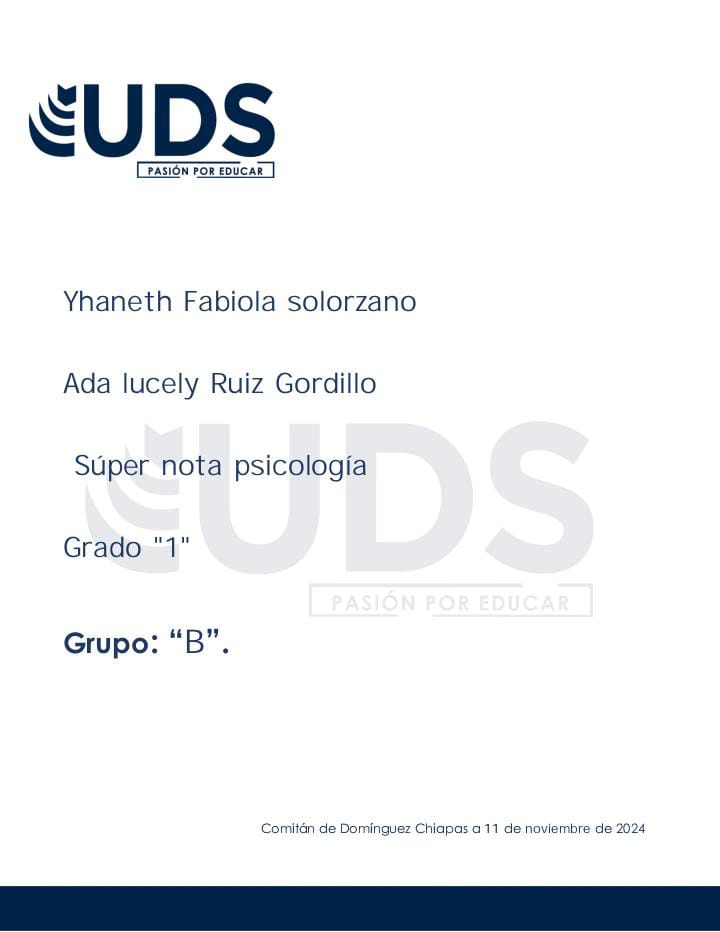 UDS
PASIÓN POR EDUCAR
Yhaneth Fabiola solorzano
Ada lucely Ruiz Gordillo
Súper nota psicología
Grado "1"
UDS
PASIÓN POR EDUCAR
Grupo: “B”.
Comitán de Domínguez Chiapas a 11 de noviembre de 2024